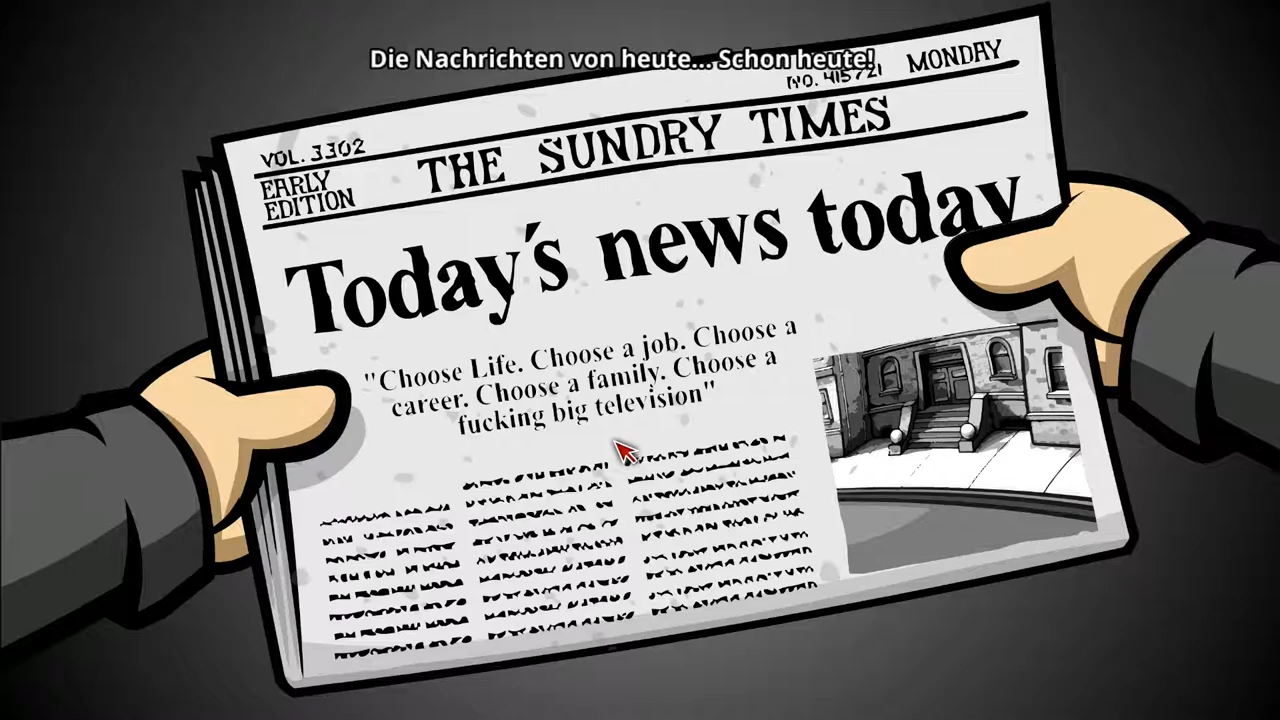 Die Nachrichten von heute... Schon heute!
NO. 415721 MONDAY
VOL. 3302
EARLY
EDITION
THE SUNDRY TIMES
Today's news today
"Choose Life. Choose a job. Choose a
career. Choose a family. Choose a
fucking big television"